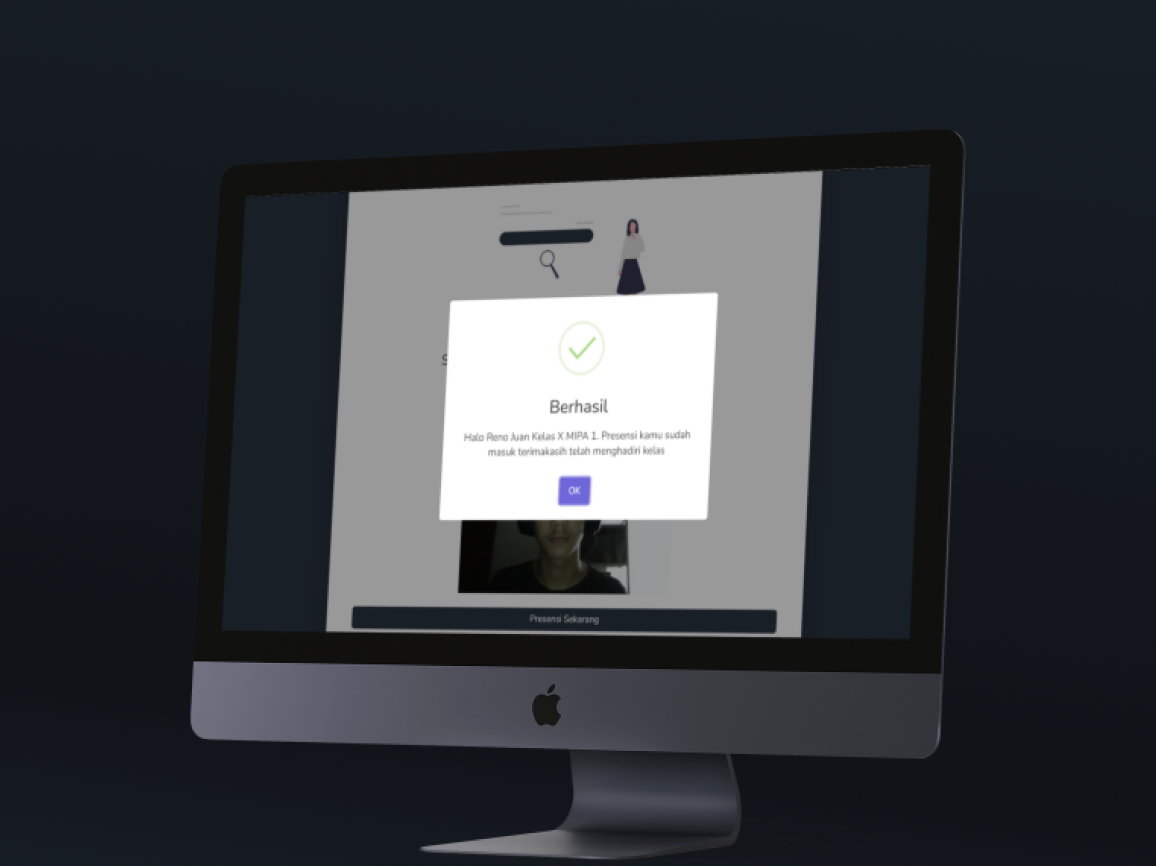 Berhasil
Halo Reno Juan Kelas X MIPA 1. Presensi kamu sudah
masuk terimakasih telah menghadiri kelas
OK
Presensi Sekarang